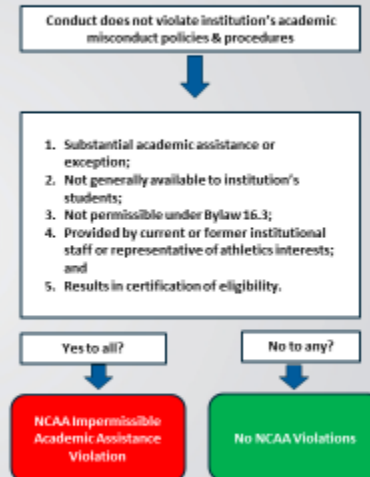 Conduct does not violate institution's academic
misconduct policies & procedures
1. Substantial academic assistance or
exception;
2. Not generally available to institution's
students;
3. Not permissible under Bylaw 16.3;
4. Provided by current or former institutional
staff or representative of athletics interests;
and
5. Results in certification of eligibility.
Yes to all?
No to any?
NCAA Impermissible
Academic Assistance
Violation
No NCAA Violations